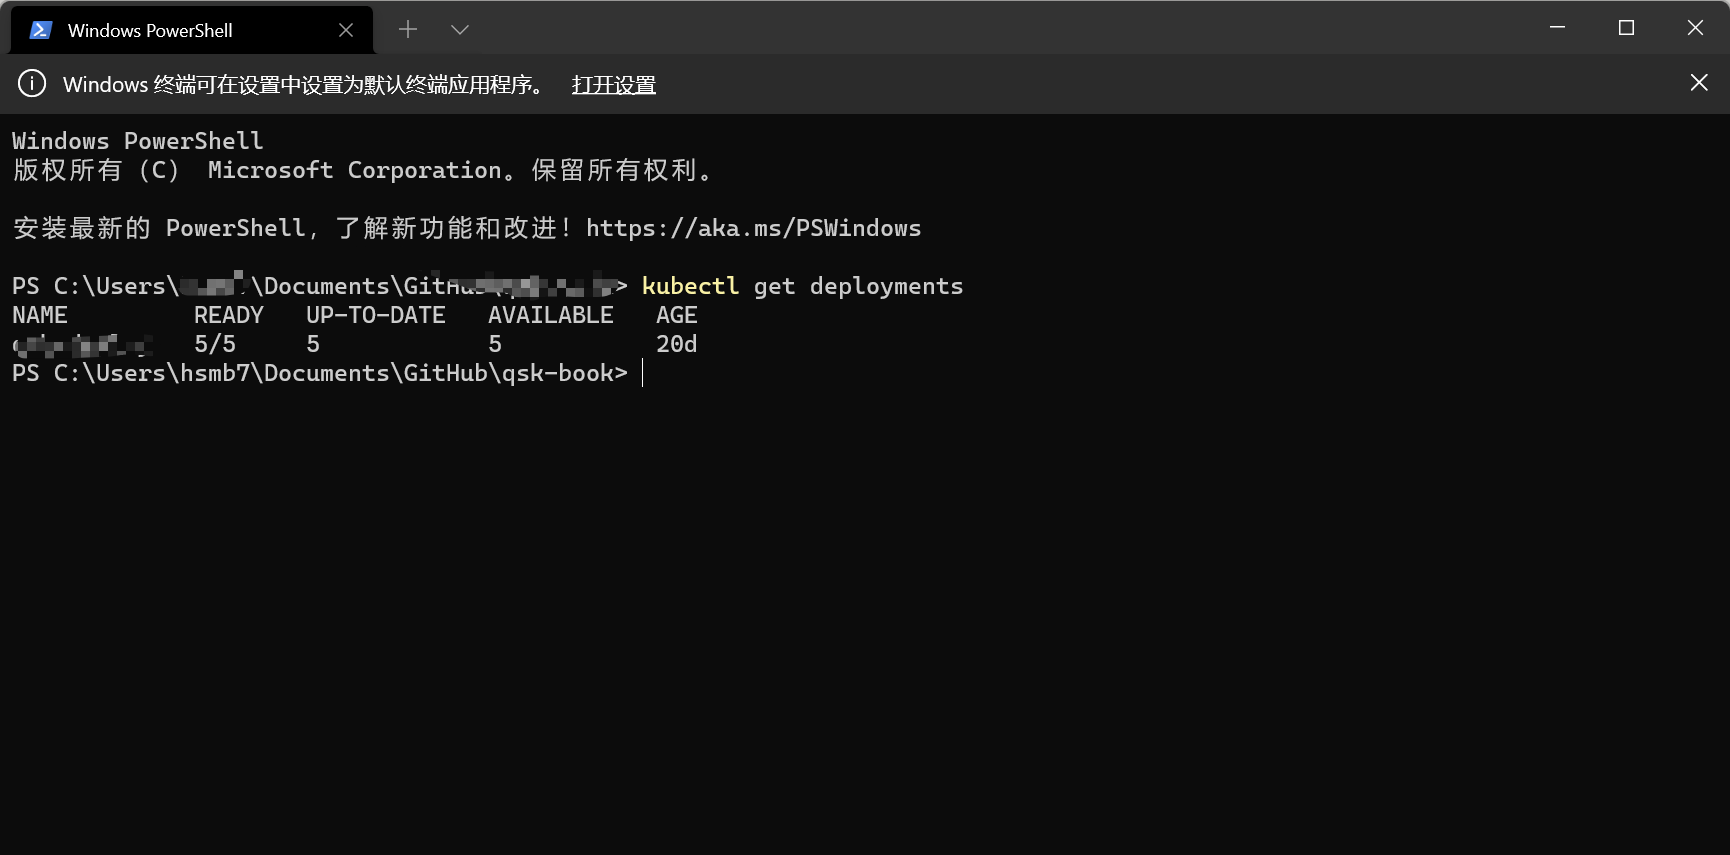 Windows PowerShell
Windows 终端可在设置中设置为默认终端应用程序。 打开设置
Windows PowerShell
版权所有 (C) Microsoft Corporation。保留所有权利。
安装最新的 PowerShell，了解新功能和改进！https://aka.ms/PSWindows
PS C:\Users\ \Documents\GitHub\ > kubectl get deployments
NAME READY UP-TO-DATE AVAILABLE AGE
5/5 5 5 20d
PS C:\Users\hsmb7\Documents\GitHub\qsk-book>